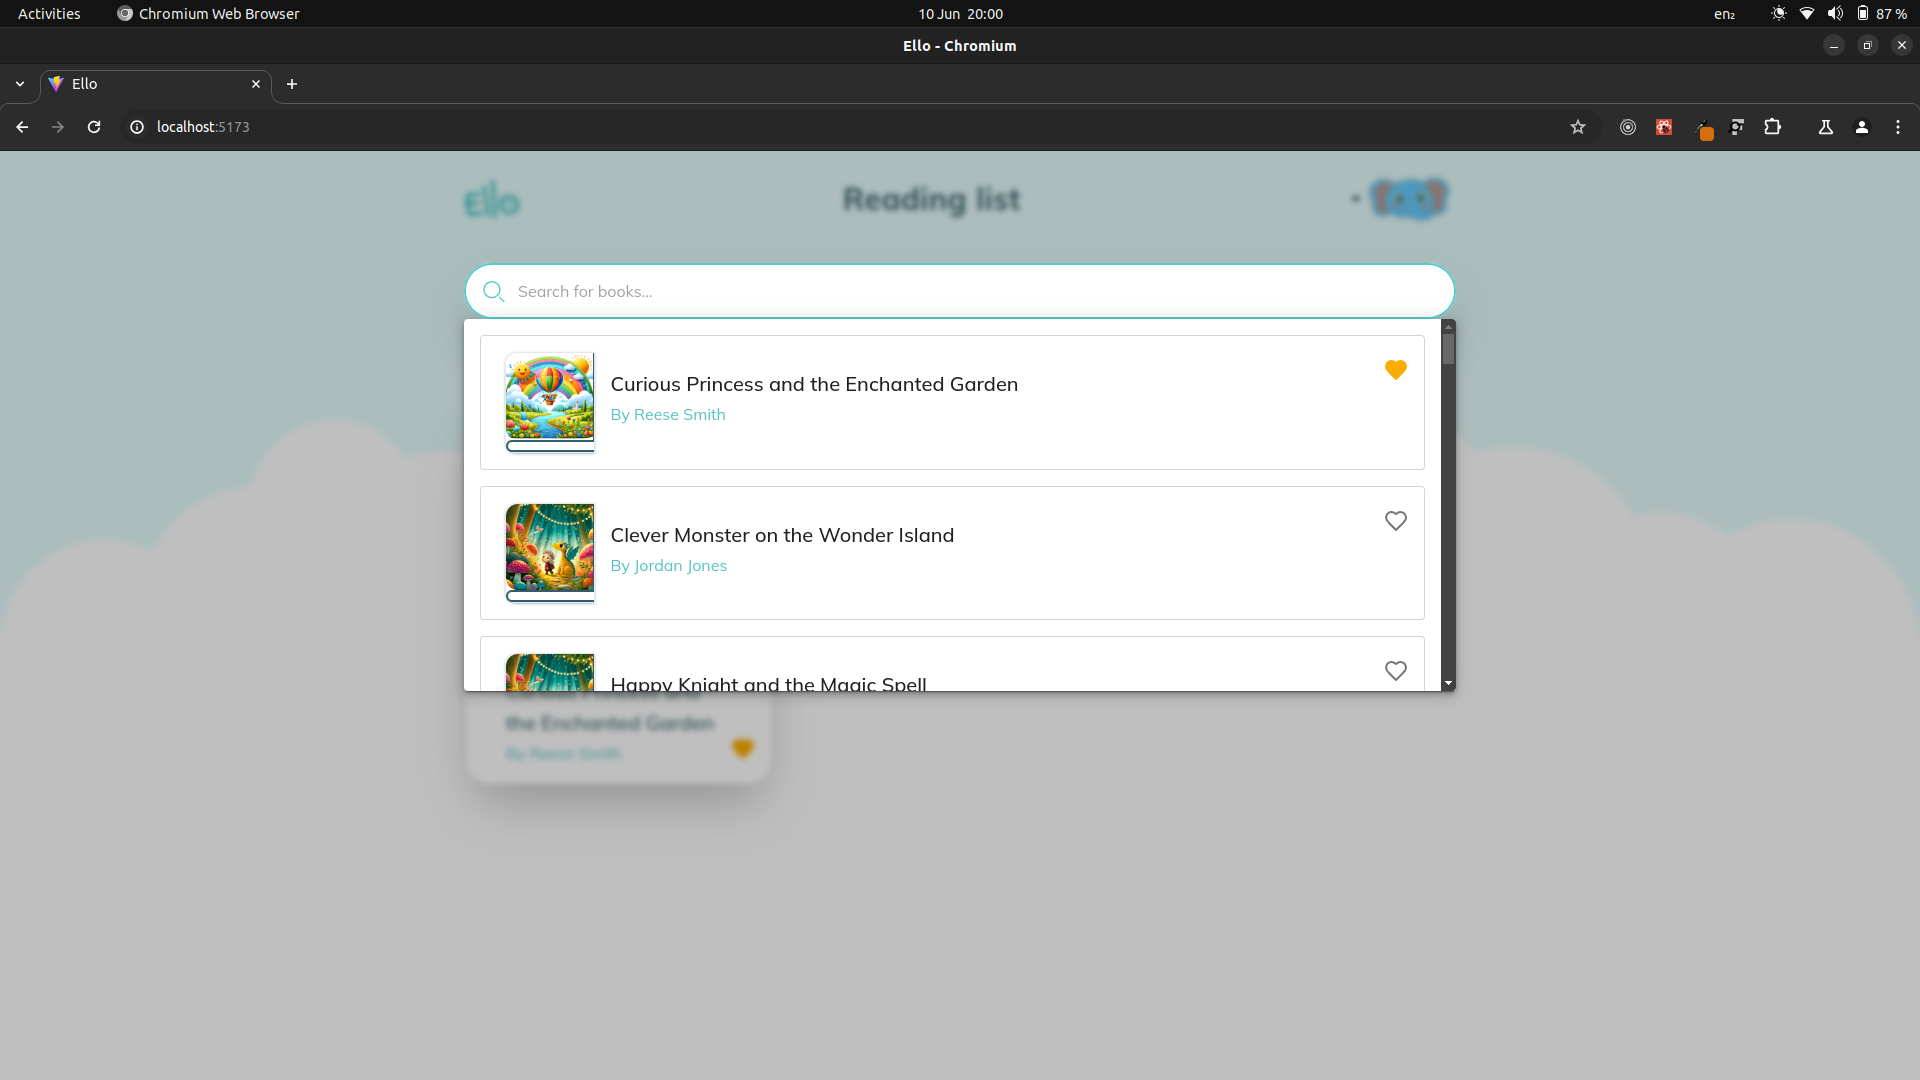 Activities
Chromium Web Browser
10 Jun 20:00
en₂
87 %
Ello - Chromium
Ello
localhost:5173
Ello
Reading list
Search for books...
Curious Princess and the Enchanted Garden
By Reese Smith
Clever Monster on the Wonder Island
By Jordan Jones
Happy Knight and the Magic Spell
the Enchanted Garden
By Reese Smith